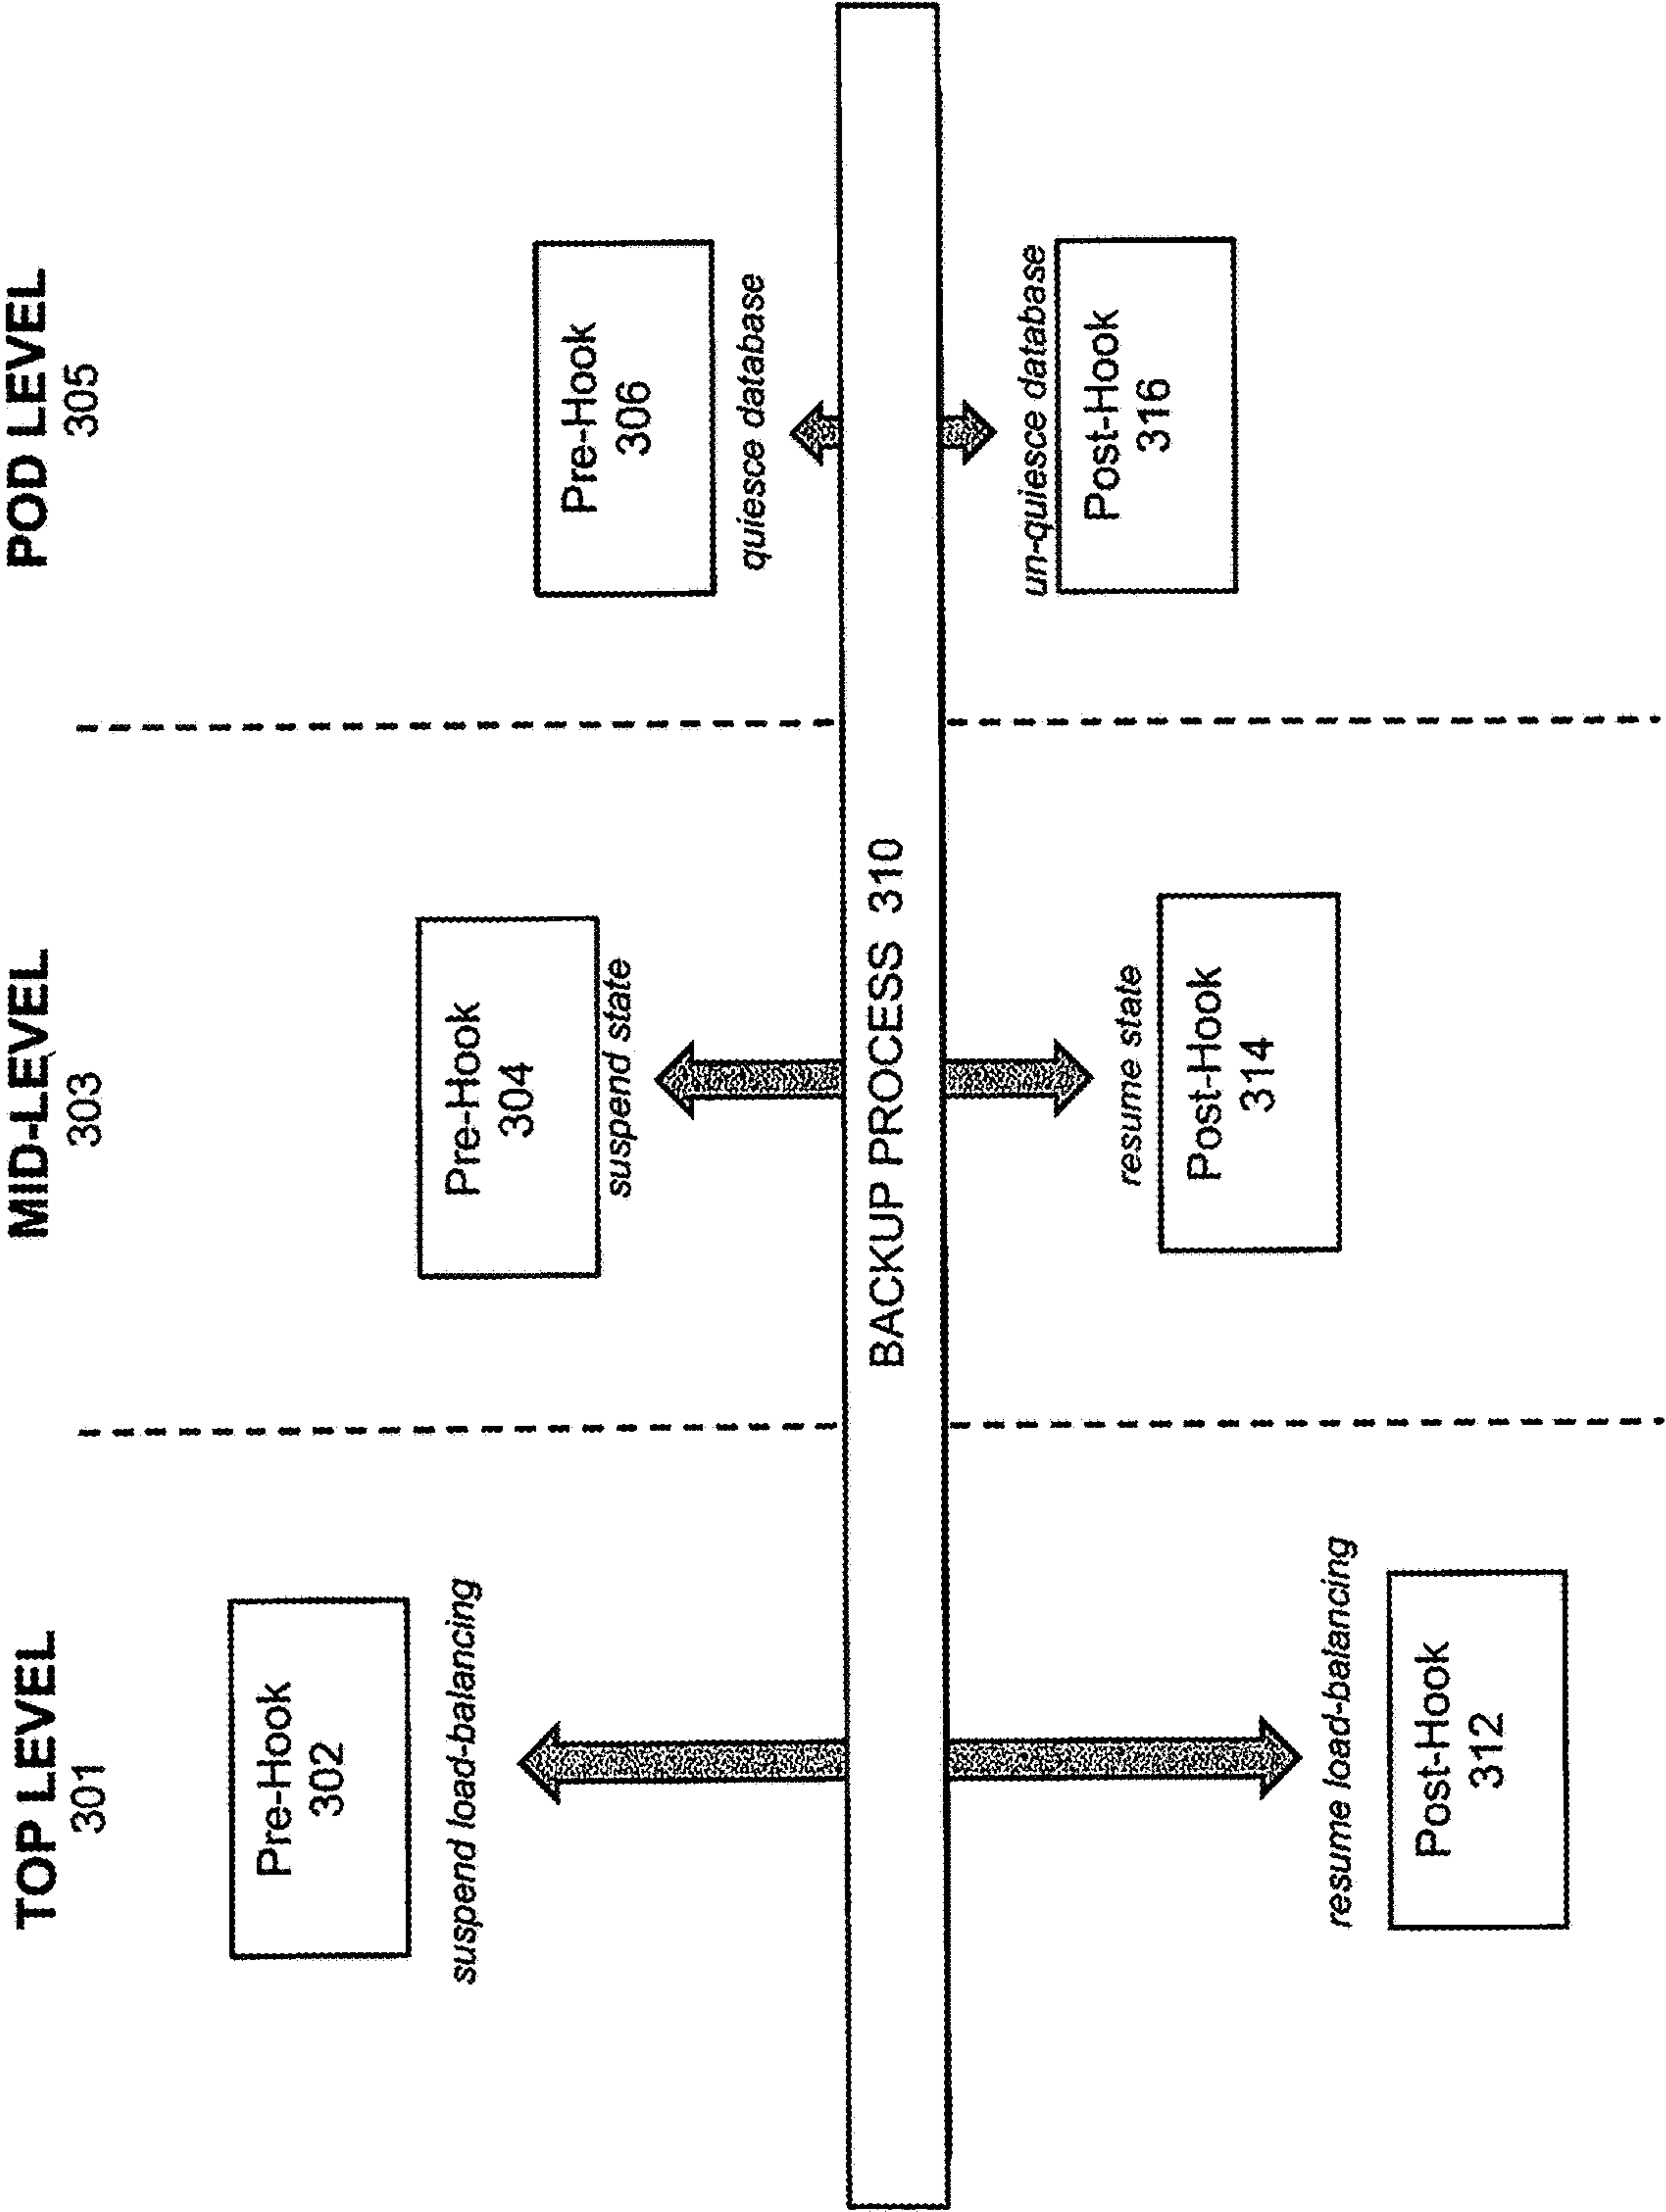 TOP LEVEL
301
MID-LEVEL
303
POD LEVEL
305
Pre-Hook
302
suspend load-balancing
Pre-Hook
304
suspend state
Pre-Hook
306
quiesce database
BACKUP PROCESS 310
resume load-balancing
Post-Hook
312
resume state
Post-Hook
314
un-quiesce database
Post-Hook
316